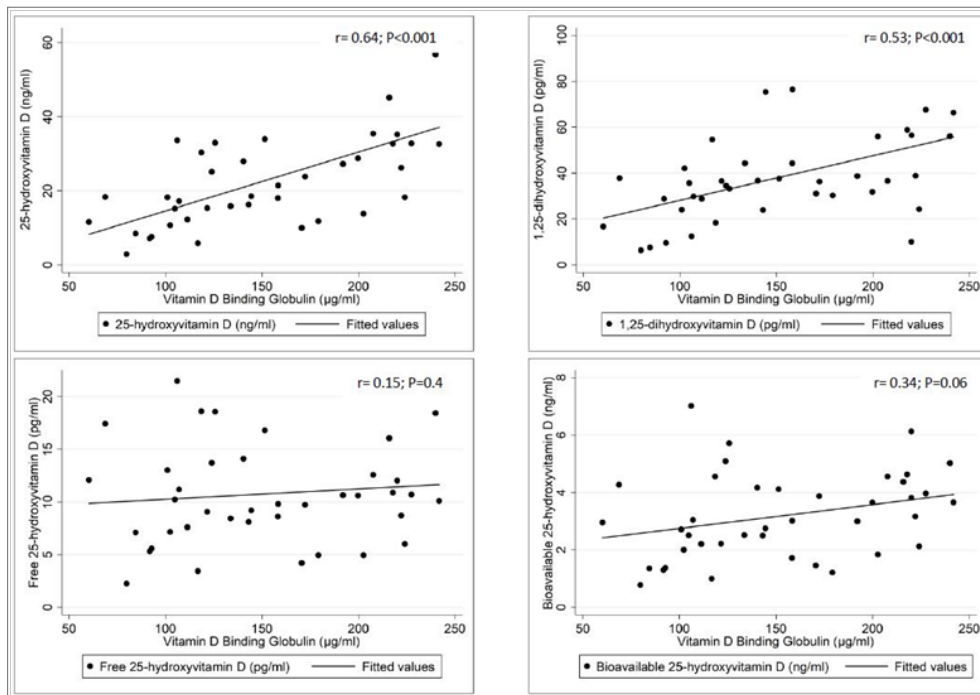 r= 0.64; P<0.001
25-hydroxyvitamin D (ng/ml)
60
40
20
0
50 100 150 200 250
Vitamin D Binding Globulin (µg/ml)
25-hydroxyvitamin D (ng/ml) Fitted values
r= 0.53; P<0.001
1,25-dihydroxyvitamin D (pg/ml)
100
80
60
40
20
0
50 100 150 200 250
Vitamin D Binding Globulin (µg/ml)
1,25-dihydroxyvitamin D (pg/ml) Fitted values
r= 0.15; P=0.4
Free 25-hydroxyvitamin D (pg/ml)
20
15
10
5
0
50 100 150 200 250
Vitamin D Binding Globulin (µg/ml)
Free 25-hydroxyvitamin D (pg/ml) Fitted values
r= 0.34; P=0.06
Bioavailable 25-hydroxyvitamin D (ng/ml)
8
6
4
2
0
50 100 150 200 250
Vitamin D Binding Globulin (µg/ml)
Bioavailable 25-hydroxyvitamin D (ng/ml) Fitted values